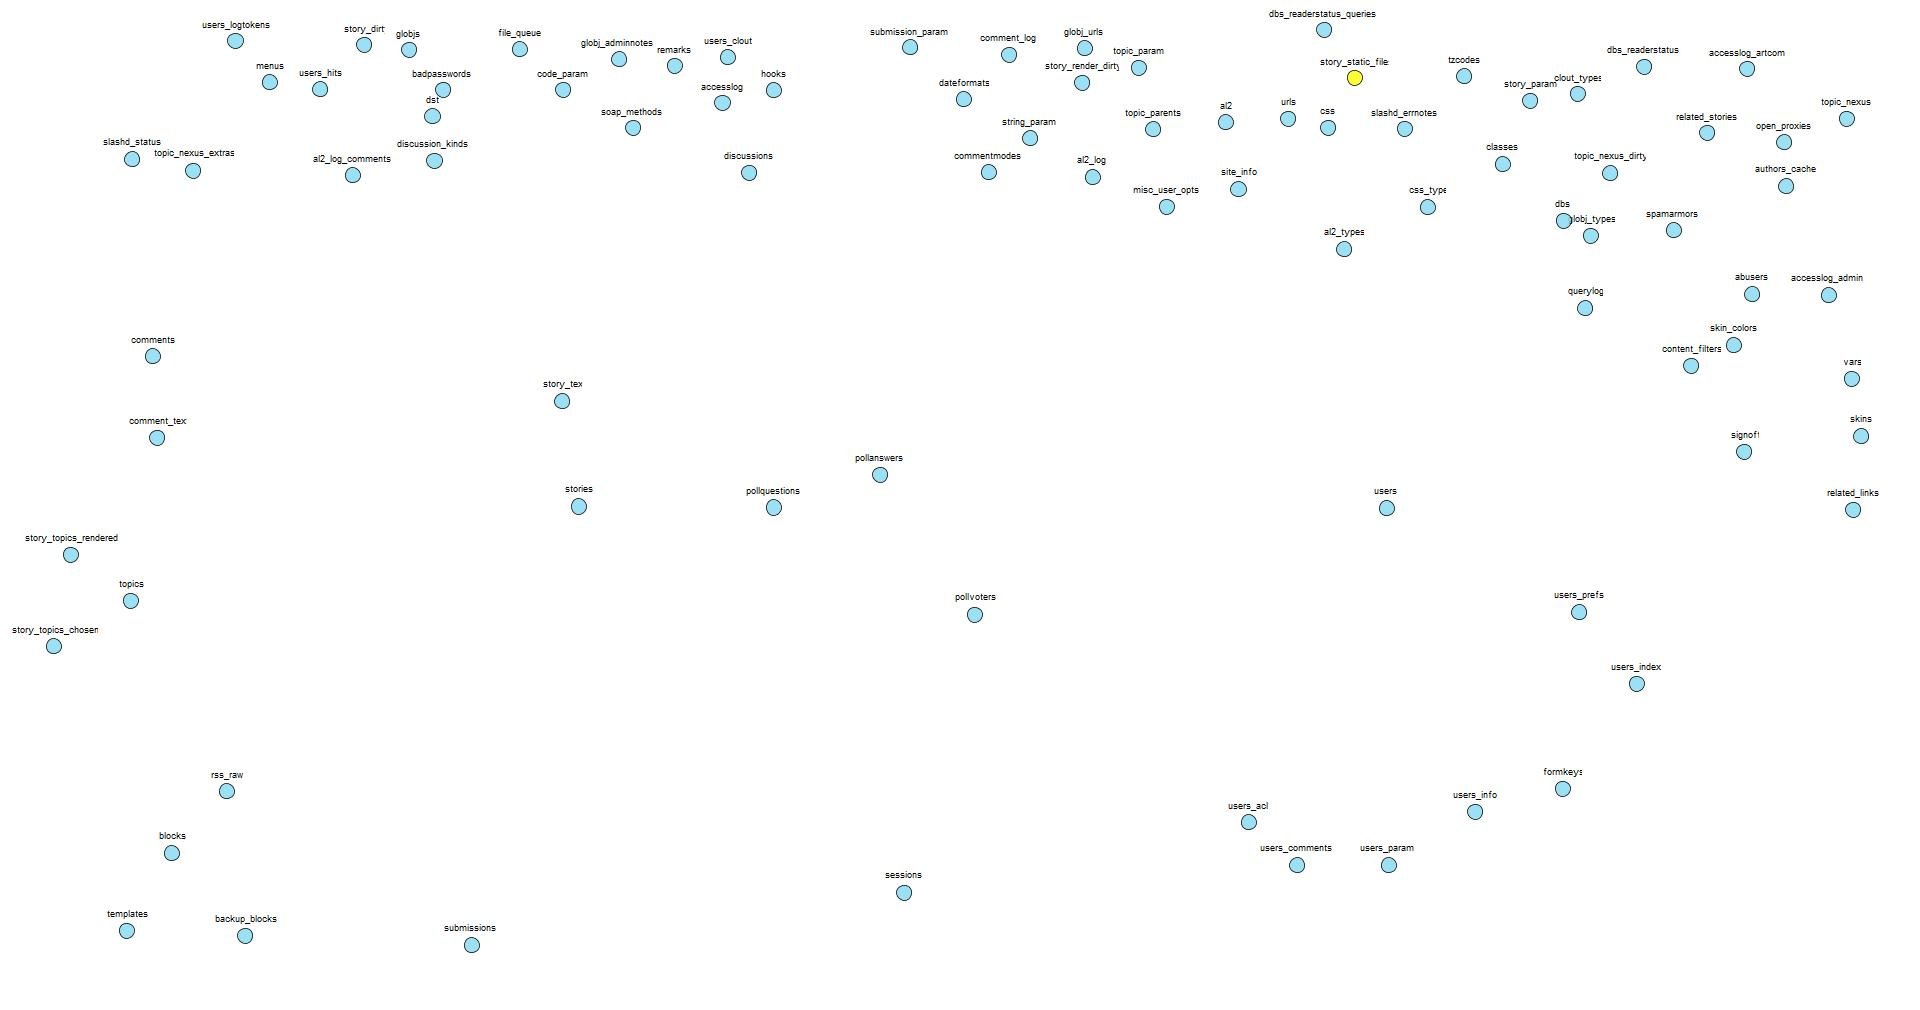 dbs_readerstatus_queries
users_logtokens
story_dirt
globjs
file_queue
globj_adminnotes
remarks
users_clout
submission_param
comment_log
globj_urls
topic_param
dbs_readerstatus
accesslog_artcom
menus
users_hits
badpasswords
code_param
hooks
story_render_dirty
story_static_file
tzcodes
story_param
clout_types
dst
accesslog
dateformats
soap_methods
string_param
topic_parents
al2
urls
css
slashd_errnotes
related_stories
open_proxies
topic_nexus
slashd_status
topic_nexus_extras
al2_log_comments
discussion_kinds
discussions
commentmodes
al2_log
classes
topic_nexus_dirty
authors_cache
misc_user_opts
site_info
css_type
dbs
globj_types
spamarmors
al2_types
abusers
accesslog_admin
querylog
skin_colors
comments
content_filters
vars
story_tex
comment_tex
skins
signoff
pollanswers
stories
pollquestions
users
related_links
story_topics_rendered
topics
pollvoters
users_prefs
story_topics_chosen
users_index
rss_raw
formkeys
users_info
users_acl
blocks
users_comments
users_param
sessions
templates
backup_blocks
submissions